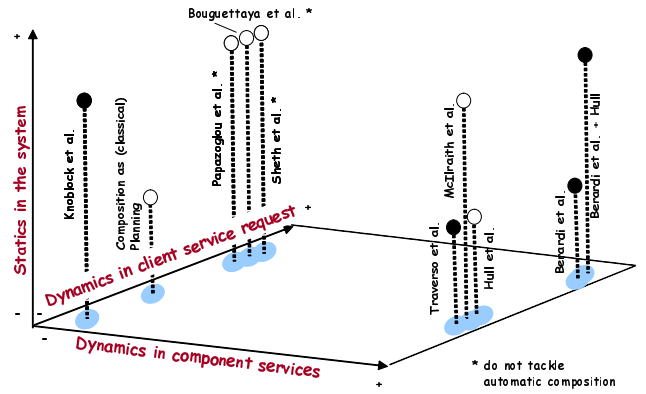 Bouguettaya et al. *
+
Statics in the system
Knoblock et al.
Composition as (classical)
Planning
Papazoglou et al. *
Sheth et al. *
McIlraith et al.
Traverso et al.
Hull et al.
Berardi et al.
Berardi et al. + Hull
Dynamics in client service request
+
- -
-
Dynamics in component services
+
* do not tackle
automatic composition